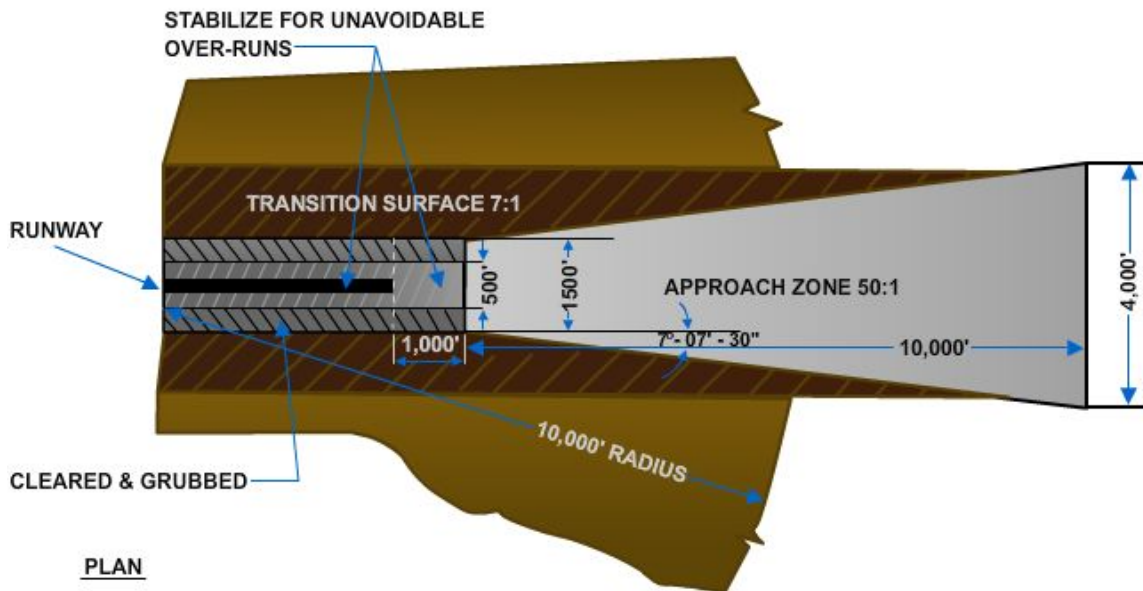 STABILIZE FOR UNAVOIDABLE
OVER-RUNS
TRANSITION SURFACE 7:1
RUNWAY
500'
1500'
APPROACH ZONE 50:1
4,000'
1,000'
7º- 07' - 30"
10,000'
10,000' RADIUS
CLEARED & GRUBBED
PLAN